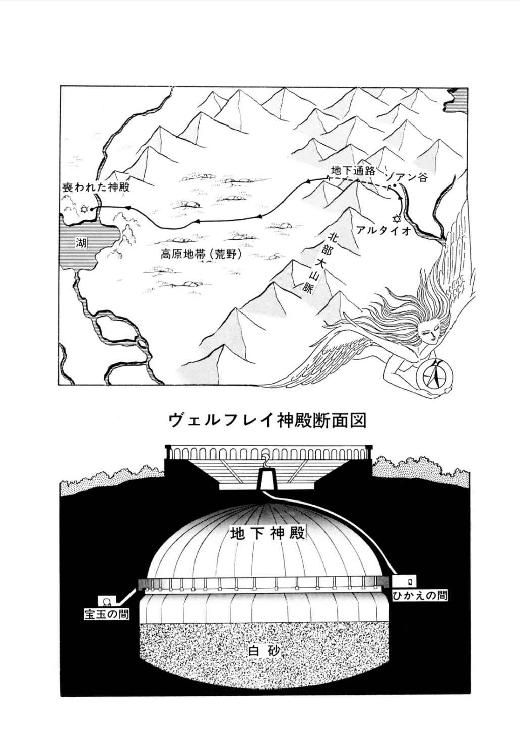 地下通路
ゾアン谷
喪われた神殿
アルタイオ
湖
高原地帯(荒野)
北部大山脈
ヴェルフレイ神殿断面図
地下神殿
ひかえの間
宝玉の間
白砂